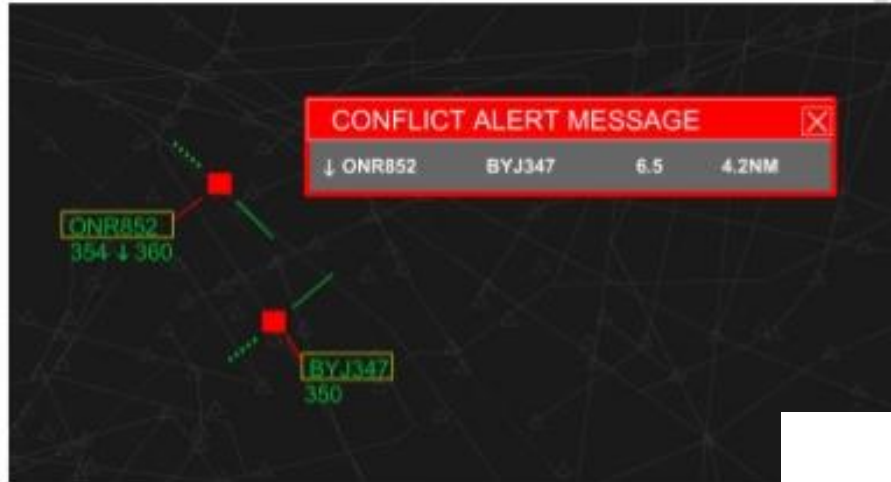 CONFLICT ALERT MESSAGE
↓ ONR852 BYJ347 6.5 4.2NM
ONR852
354 ↓ 360
BYJ347
350